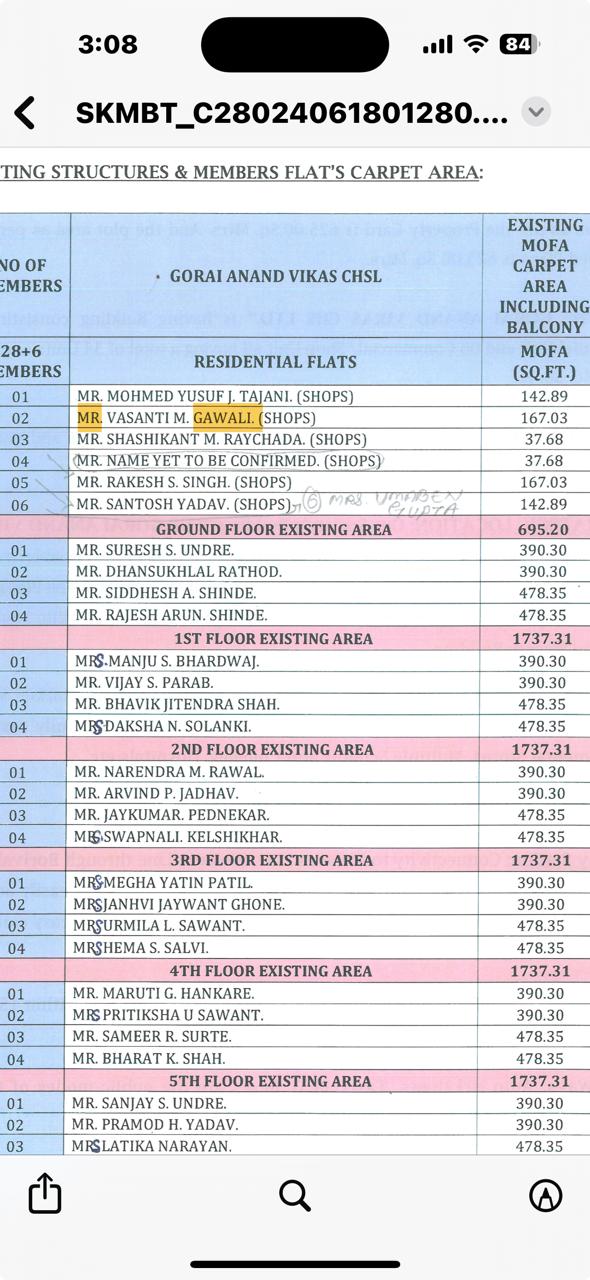 3:08
84
SKMBT_C28024061801280....
TING STRUCTURES & MEMBERS FLAT'S CARPET AREA:
NO OF EMBERS GORAI ANAND VIKAS CHSL EXISTING MOFA CARPET AREA INCLUDING BALCONY
28+6 EMBERS RESIDENTIAL FLATS MOFA (SQ.FT.)
01 MR. MOHMED YUSUF J. TAJANI. (SHOPS) 142.89
02 MR. VASANTI M. GAWALI. (SHOPS) 167.03
03 MR. SHASHIKANT M. RAYCHADA. (SHOPS) 37.68
04 MR. NAME YET TO BE CONFIRMED. (SHOPS) 37.68
05 MR. RAKESH S. SINGH. (SHOPS) 167.03
06 MR. SANTOSH YADAV. (SHOPS) 6 MRS. UMABEN GUPTA 142.89
GROUND FLOOR EXISTING AREA 695.20
01 MR. SURESH S. UNDRE. 390.30
02 MR. DHANSUKHLAL RATHOD. 390.30
03 MR. SIDDHESH A. SHINDE. 478.35
04 MR. RAJESH ARUN. SHINDE. 478.35
1ST FLOOR EXISTING AREA 1737.31
01 MRS. MANJU S. BHARDWAJ. 390.30
02 MR. VIJAY S. PARAB. 390.30
03 MR. BHAVIK JITENDRA SHAH. 478.35
04 MRS DAKSHA N. SOLANKI. 478.35
2ND FLOOR EXISTING AREA 1737.31
01 MR. NARENDRA M. RAWAL. 390.30
02 MR. ARVIND P. JADHAV. 390.30
03 MR. JAYKUMAR. PEDNEKAR. 478.35
04 SWAPNALI. KELSHIKHAR. 478.35
3RD FLOOR EXISTING AREA 1737.31
01 MRS MEGHA YATIN PATIL. 390.30
02 MRS JANHVI JAYWANT GHONE. 390.30
03 MRS URMILA L. SAWANT. 478.35
04 MRS HEMA S. SALVI. 478.35
4TH FLOOR EXISTING AREA 1737.31
01 MR. MARUTI G. HANKARE. 390.30
02 MRS PRITIKSHA U SAWANT. 390.30
03 MR. SAMEER R. SURTE. 478.35
04 MR. BHARAT K. SHAH. 478.35
5TH FLOOR EXISTING AREA 1737.31
01 MR. SANJAY S. UNDRE. 390.30
02 MR. PRAMOD H. YADAV. 390.30
03 MRS LATIKA NARAYAN. 478.35